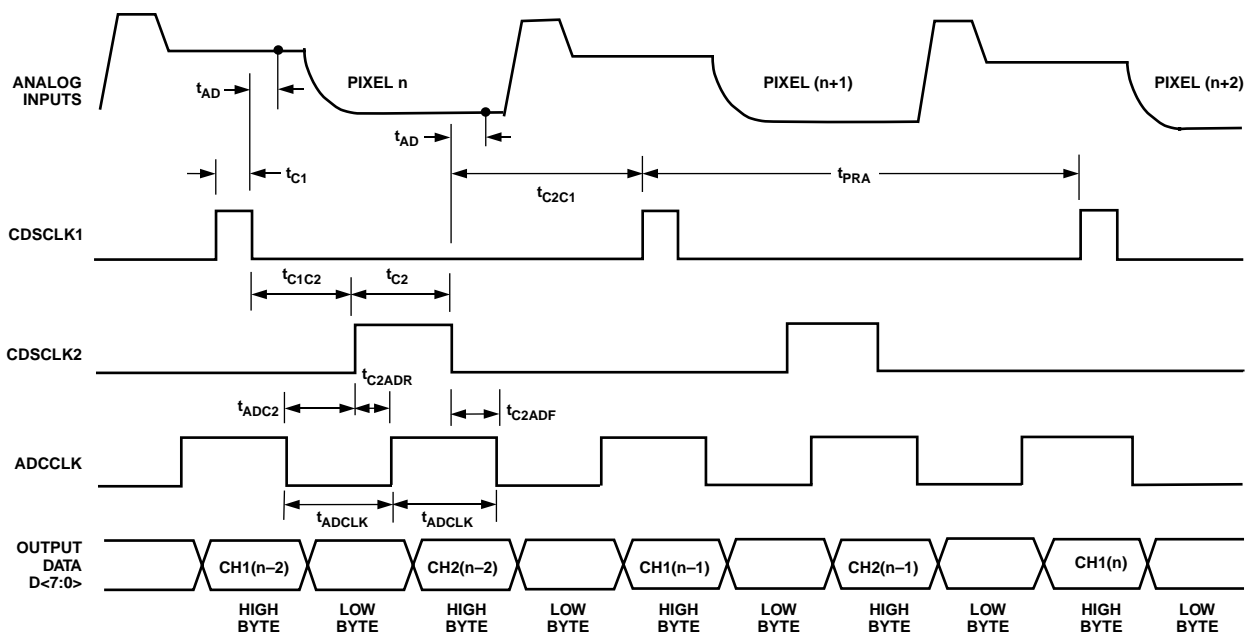 ANALOG
INPUTS
PIXEL n
PIXEL (n+1)
PIXEL (n+2)
tAD
tAD
tC1
tC2C1
tPRA
CDSCLK1
tC1C2
tC2
CDSCLK2
tC2ADR
tADC2
tC2ADF
ADCCLK
tADCLK
tADCLK
OUTPUT
DATA
D<7:0>
CH1(n–2)
CH2(n–2)
CH1(n–1)
CH2(n–1)
CH1(n)
HIGH
BYTE
LOW
BYTE
HIGH
BYTE
LOW
BYTE
HIGH
BYTE
LOW
BYTE
HIGH
BYTE
LOW
BYTE
HIGH
BYTE
LOW
BYTE